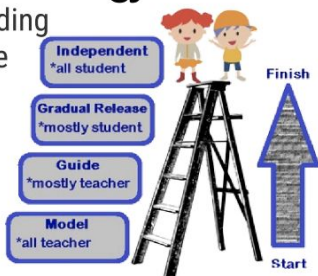 ding
e
Independent
*all student
Gradual Release
*mostly student
Guide
*mostly teacher
Model
*all teacher
Finish
Start